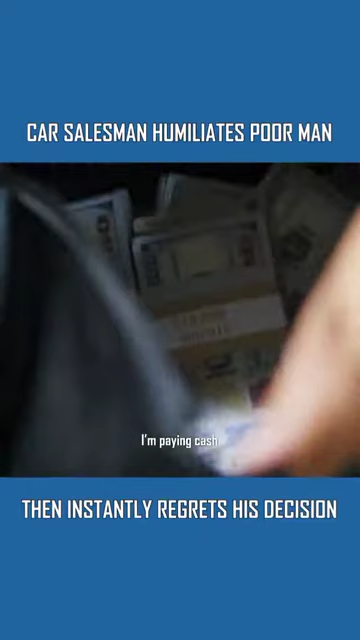 CAR SALESMAN HUMILIATES POOR MAN
I'm paying cash
THEN INSTANTLY REGRETS HIS DECISION